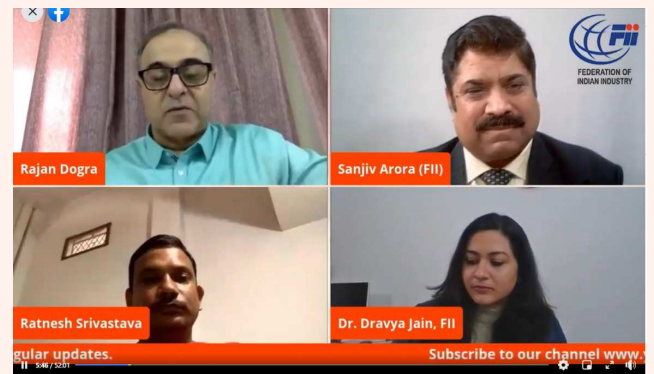 FII
FEDERATION OF
INDIAN INDUSTRY
Rajan Dogra
Sanjiv Arora (FII)
Ratnesh Srivastava
Dr. Dravya Jain, FII
gular updates.
Subscribe to our channel www.y
5:46 / 52:01